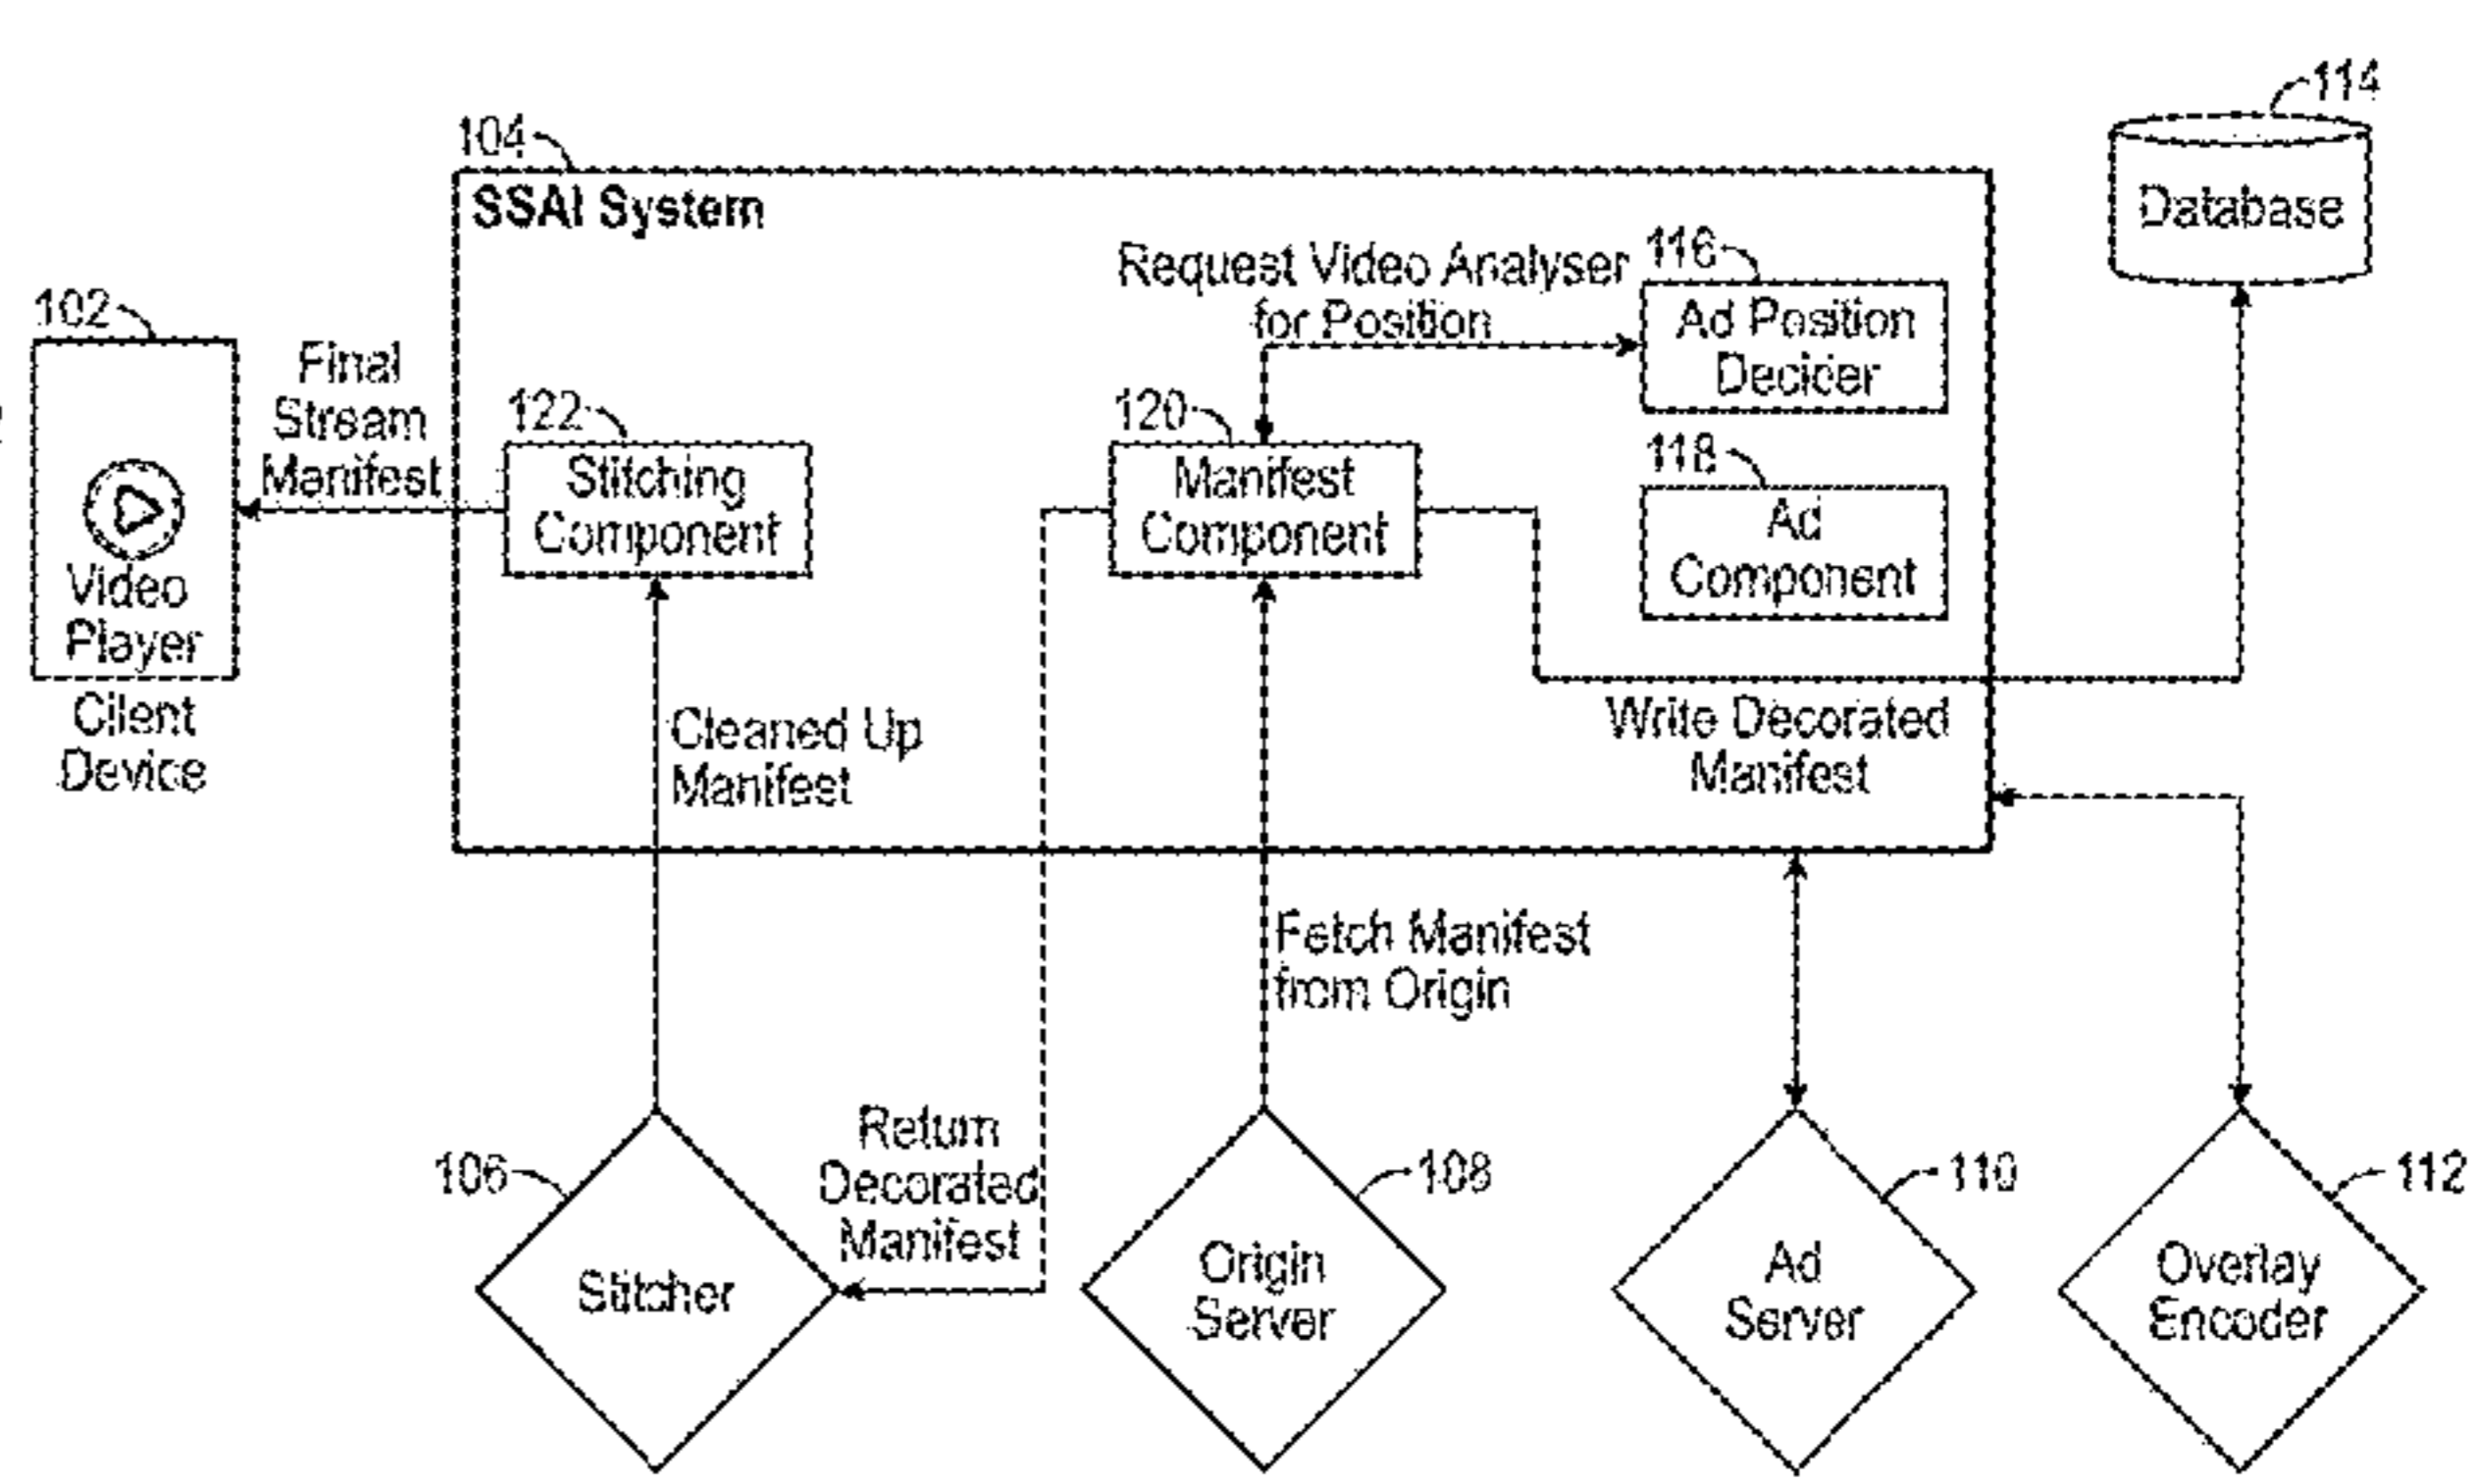 114
104
SSAI System
Database
Request Video Analyser
for Position
116
Ad Position
Decider
102
Final
Stream
Manifest
122
Stitching
Component
120
Manifest
Component
118
Ad
Component
Video
Player
Client
Device
Cleaned Up
Manifest
Write Decorated
Manifest
Fetch Manifest
from Origin
Return
Decorated
Manifest
106
Stitcher
108
Origin
Server
110
Ad
Server
112
Overlay
Encoder